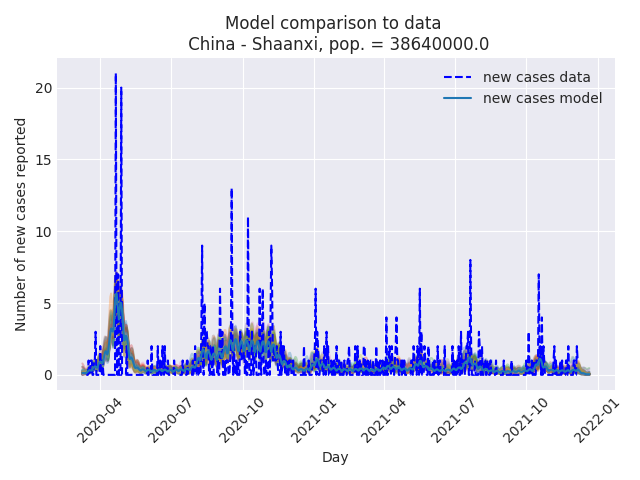 Model comparison to data
China - Shaanxi, pop. = 38640000.0
new cases data
new cases model
Number of new cases reported
20
15
10
5
0
2020-04
2020-07
2020-10
2021-01
2021-04
2021-07
2021-10
2022-01
Day